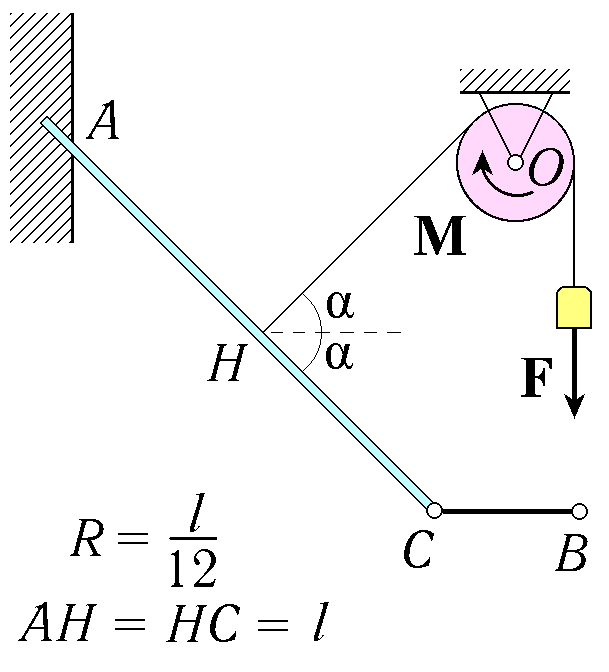 A
O
M
α
H
α
F
C
B
R = l/12
AH = HC = l